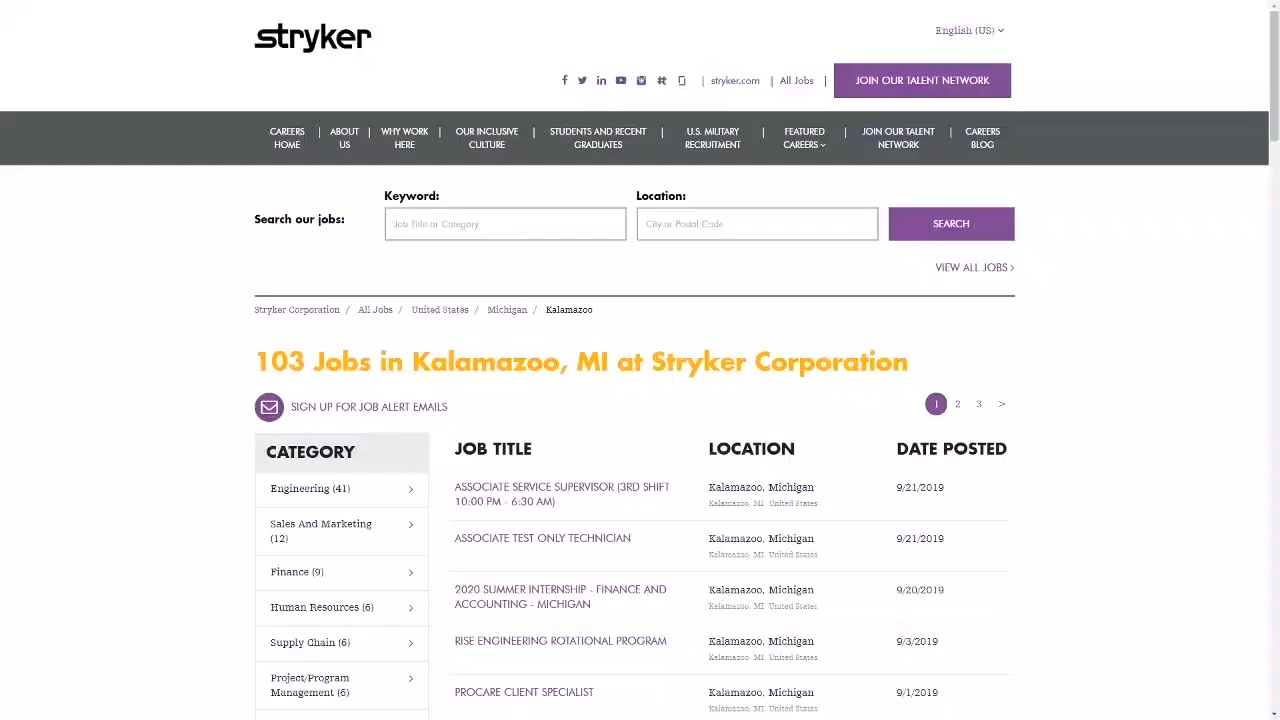 stryker
English (US)
stryker.com | All Jobs | JOIN OUR TALENT NETWORK
CAREERS HOME | ABOUT US | WHY WORK HERE | OUR INCLUSIVE CULTURE | STUDENTS AND RECENT GRADUATES | U.S. MILITARY RECRUITMENT | FEATURED CAREERS | JOIN OUR TALENT NETWORK | CAREERS BLOG
Keyword: Location:
Search our jobs: Job Title or Category City or Postal Code SEARCH
VIEW ALL JOBS >
Stryker Corporation / All Jobs / United States / Michigan / Kalamazoo
103 Jobs in Kalamazoo, MI at Stryker Corporation
SIGN UP FOR JOB ALERT EMAILS 1 2 3 >
CATEGORY
Engineering (41)
Sales And Marketing
(12)
Finance (9)
Human Resources (6)
Supply Chain (6)
Project/Program
Management (6)
JOB TITLE LOCATION DATE POSTED
ASSOCIATE SERVICE SUPERVISOR (3RD SHIFT Kalamazoo, Michigan 9/21/2019
10:00 PM - 6:30 AM) Kalamazoo, MI United States
ASSOCIATE TEST ONLY TECHNICIAN Kalamazoo, Michigan 9/21/2019
Kalamazoo, MI United States
2020 SUMMER INTERNSHIP - FINANCE AND Kalamazoo, Michigan 9/20/2019
ACCOUNTING - MICHIGAN Kalamazoo, MI United States
RISE ENGINEERING ROTATIONAL PROGRAM Kalamazoo, Michigan 9/3/2019
Kalamazoo, MI United States
PROCARE CLIENT SPECIALIST Kalamazoo, Michigan 9/1/2019
Kalamazoo, MI United States